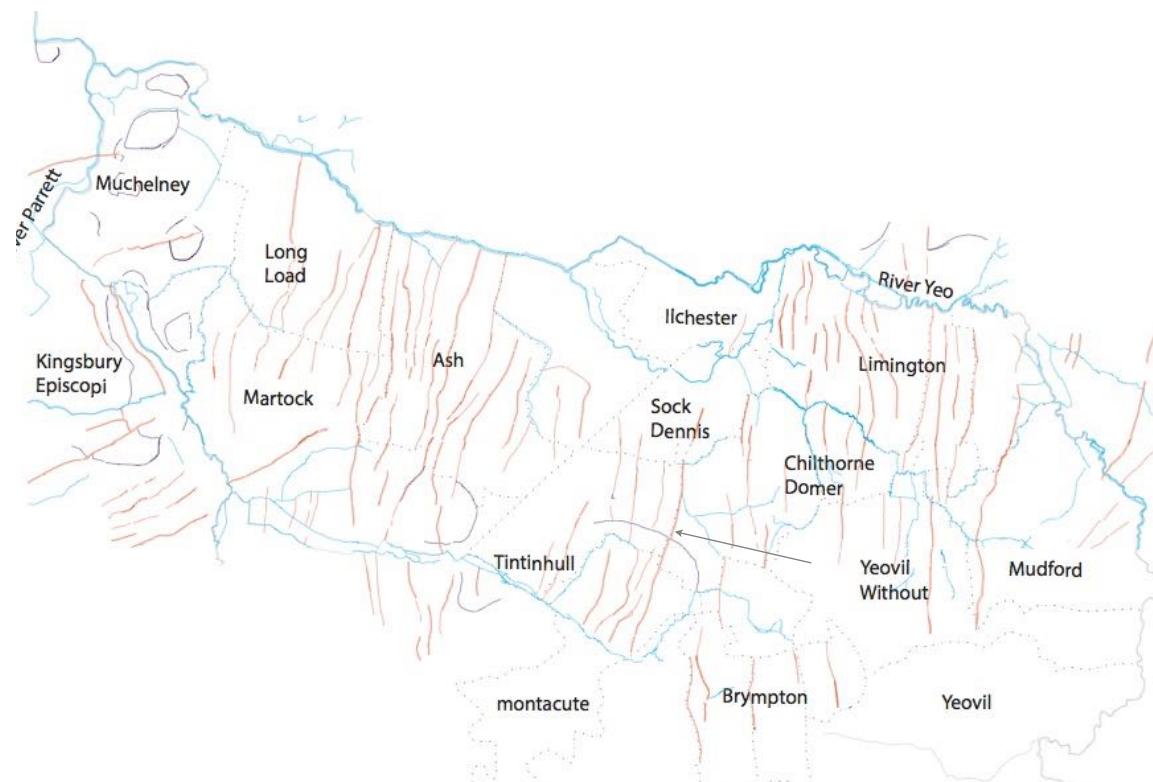 Muchelney
ver Parrett
Long
Load
River Yeo
Ilchester
Kingsbury
Episcopi
Ash
Limington
Martock
Sock
Dennis
Chilthorne
Domer
Tintinhull
Yeovil
Without
Mudford
montacute
Brympton
Yeovil